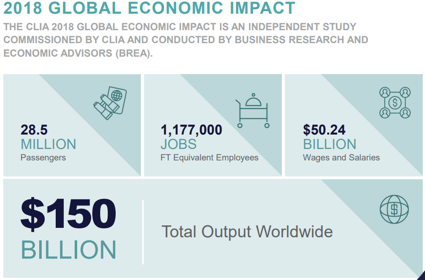 2018 GLOBAL ECONOMIC IMPACT
THE CLIA 2018 GLOBAL ECONOMIC IMPACT IS AN INDEPENDENT STUDY
COMMISSIONED BY CLIA AND CONDUCTED BY BUSINESS RESEARCH AND
ECONOMIC ADVISORS (BREA).
28.5
MILLION
Passengers
1,177,000
JOBS
FT Equivalent Employees
$50.24
BILLION
Wages and Salaries
$150
BILLION
Total Output Worldwide